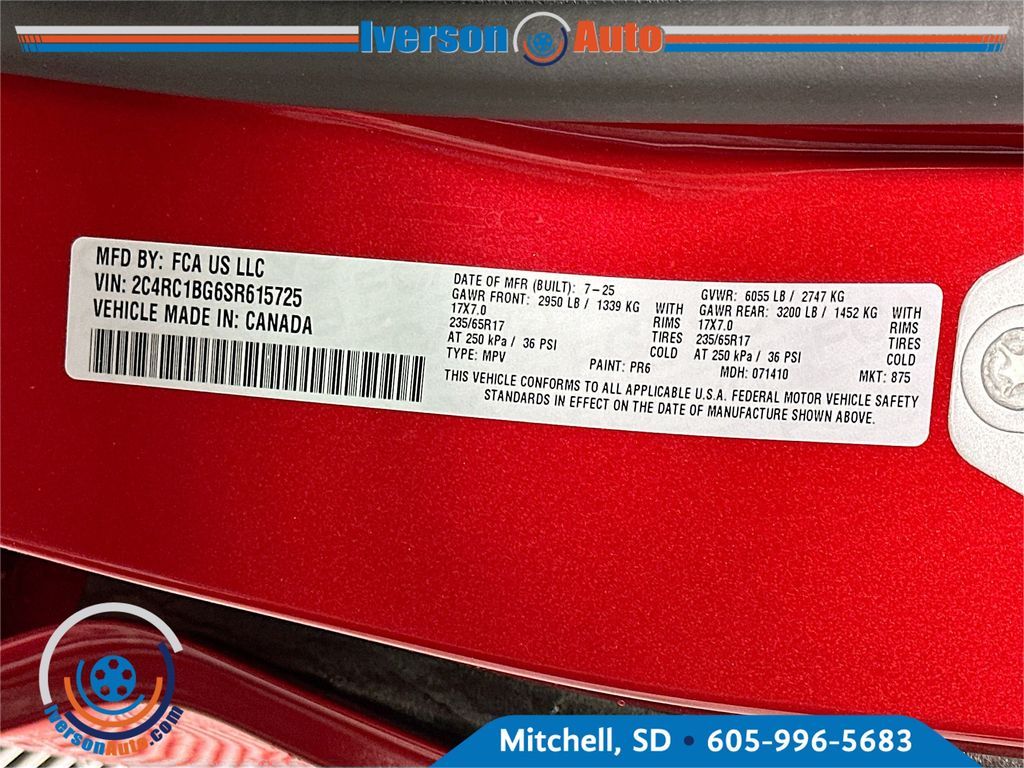 Iverson Auto
MFD BY: FCA US LLC
VIN: 2C4RC1BG6SR615725
VEHICLE MADE IN: CANADA
DATE OF MFR (BUILT): 7-25
GAWR FRONT: 2950 LB / 1339 KG WITH
17X7.0 RIMS
235/65R17 TIRES
AT 250 kPa / 36 PSI COLD
TYPE: MPV PAINT: PR6
GVWR: 6055 LB / 2747 KG
GAWR REAR: 3200 LB / 1452 KG WITH
17X7.0 RIMS
235/65R17 TIRES
AT 250 kPa / 36 PSI COLD
MDH: 071410 MKT: 875
THIS VEHICLE CONFORMS TO ALL APPLICABLE U.S.A. FEDERAL MOTOR VEHICLE SAFETY
STANDARDS IN EFFECT ON THE DATE OF MANUFACTURE SHOWN ABOVE.
IversonAuto.com
Mitchell, SD • 605-996-5683